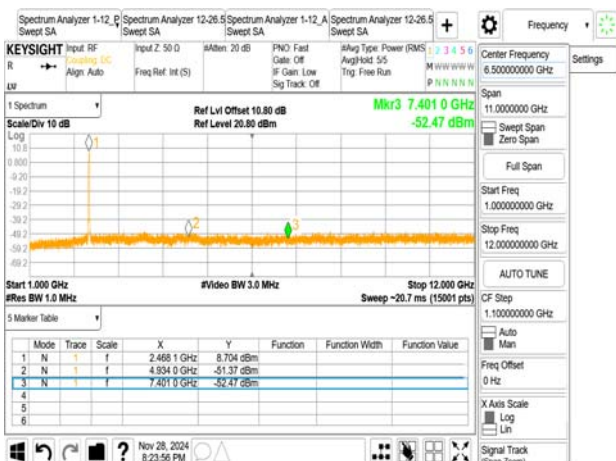 Spectrum Analyzer 1-12_P
Swept SA
Spectrum Analyzer 12-26.5
Swept SA
Spectrum Analyzer 1-12_A
Swept SA
Spectrum Analyzer 12-26.5
Swept SA
+
Frequency
KEYSIGHT
R
Input: RF
Coupling: DC
Align: Auto
Input Z: 50 Ω
Freq Ref: Int (S)
#Atten: 20 dB
PNO: Fast
Gate: Off
IF Gain: Low
Sig Track: Off
#Avg Type: Power (RMS)
Avg|Hold: 5/5
Trig: Free Run
1 2 3 4 5 6
M W W W W W
P N N N N N
Center Frequency
6.500000000 GHz
Settings
Span
11.0000000 GHz
Swept Span
Zero Span
Full Span
Start Freq
1.000000000 GHz
Stop Freq
12.000000000 GHz
AUTO TUNE
CF Step
1.100000000 GHz
Auto
Man
Freq Offset
0 Hz
X Axis Scale
Log
Lin
Signal Track
(Span Zoom)
1 Spectrum
Scale/Div 10 dB
Ref Lvl Offset 10.80 dB
Ref Level 20.80 dBm
Mkr3 7.401 0 GHz
-52.47 dBm
Log
10.8
0.800
-9.20
-19.2
-29.2
-39.2
-49.2
-59.2
-69.2
1
2
3
Start 1.000 GHz
#Res BW 1.0 MHz
#Video BW 3.0 MHz
Stop 12.000 GHz
Sweep ~20.7 ms (15001 pts)
5 Marker Table
Mode Trace Scale X Y Function Function Width Function Value
1 N 1 f 2.468 1 GHz 8.704 dBm
2 N 1 f 4.934 0 GHz -51.37 dBm
3 N 1 f 7.401 0 GHz -52.47 dBm
4
5
6
?
Nov 28, 2024
8:23:56 PM